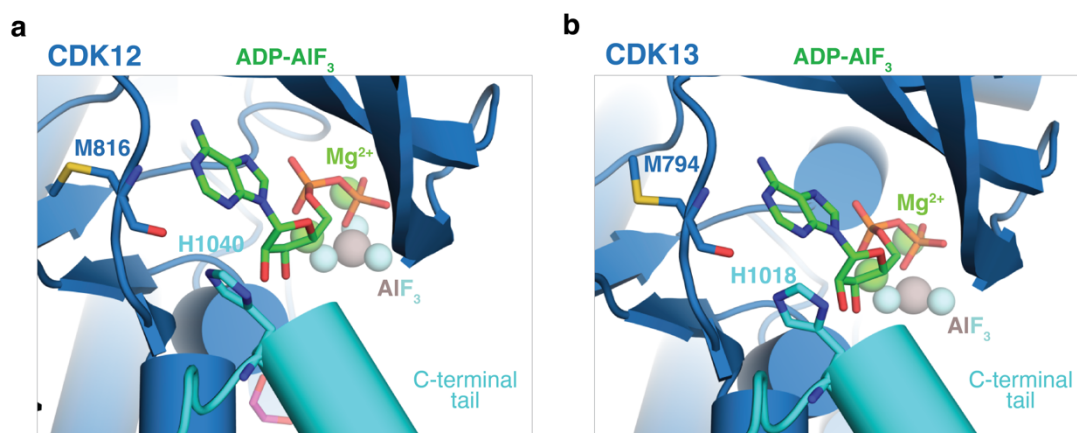 a
CDK12
ADP-AlF₃
M816
Mg²⁺
H1040
AlF₃
C-terminal
tail
b
CDK13
ADP-AlF₃
M794
Mg²⁺
H1018
AlF₃
C-terminal
tail